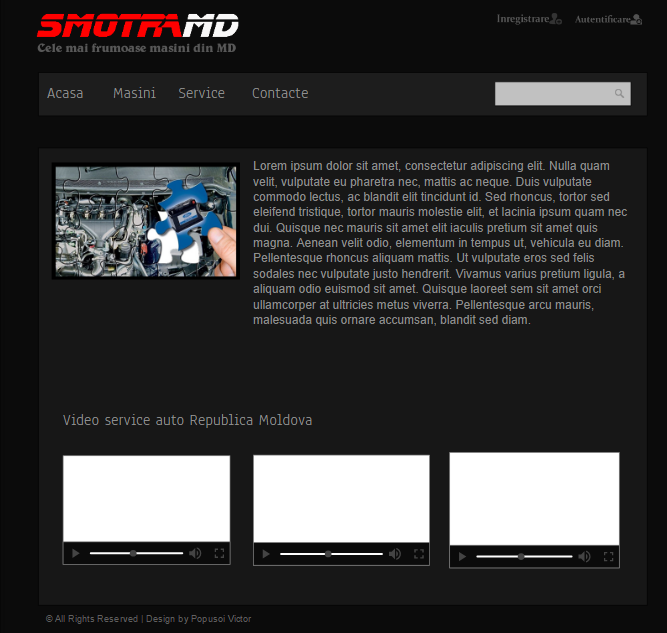 SMOTRAMD
Inregistrare
Autentificare
Cele mai frumoase masini din MD
Acasa Masini Service Contacte
Lorem ipsum dolor sit amet, consectetur adipiscing elit. Nulla quam
velit, vulputate eu pharetra nec, mattis ac neque. Duis vulputate
commodo lectus, ac blandit elit tincidunt id. Sed rhoncus, tortor sed
eleifend tristique, tortor mauris molestie elit, et lacinia ipsum quam nec
dui. Quisque nec mauris sit amet elit iaculis pretium sit amet quis
magna. Aenean velit odio, elementum in tempus ut, vehicula eu diam.
Pellentesque rhoncus aliquam mattis. Ut vulputate eros sed felis
sodales nec vulputate justo hendrerit. Vivamus varius pretium ligula, a
aliquam odio euismod sit amet. Quisque laoreet sem sit amet orci
ullamcorper at ultricies metus viverra. Pellentesque arcu mauris,
malesuada quis ornare accumsan, blandit sed diam.
Video service auto Republica Moldova
© All Rights Reserved | Design by Popusoi Victor